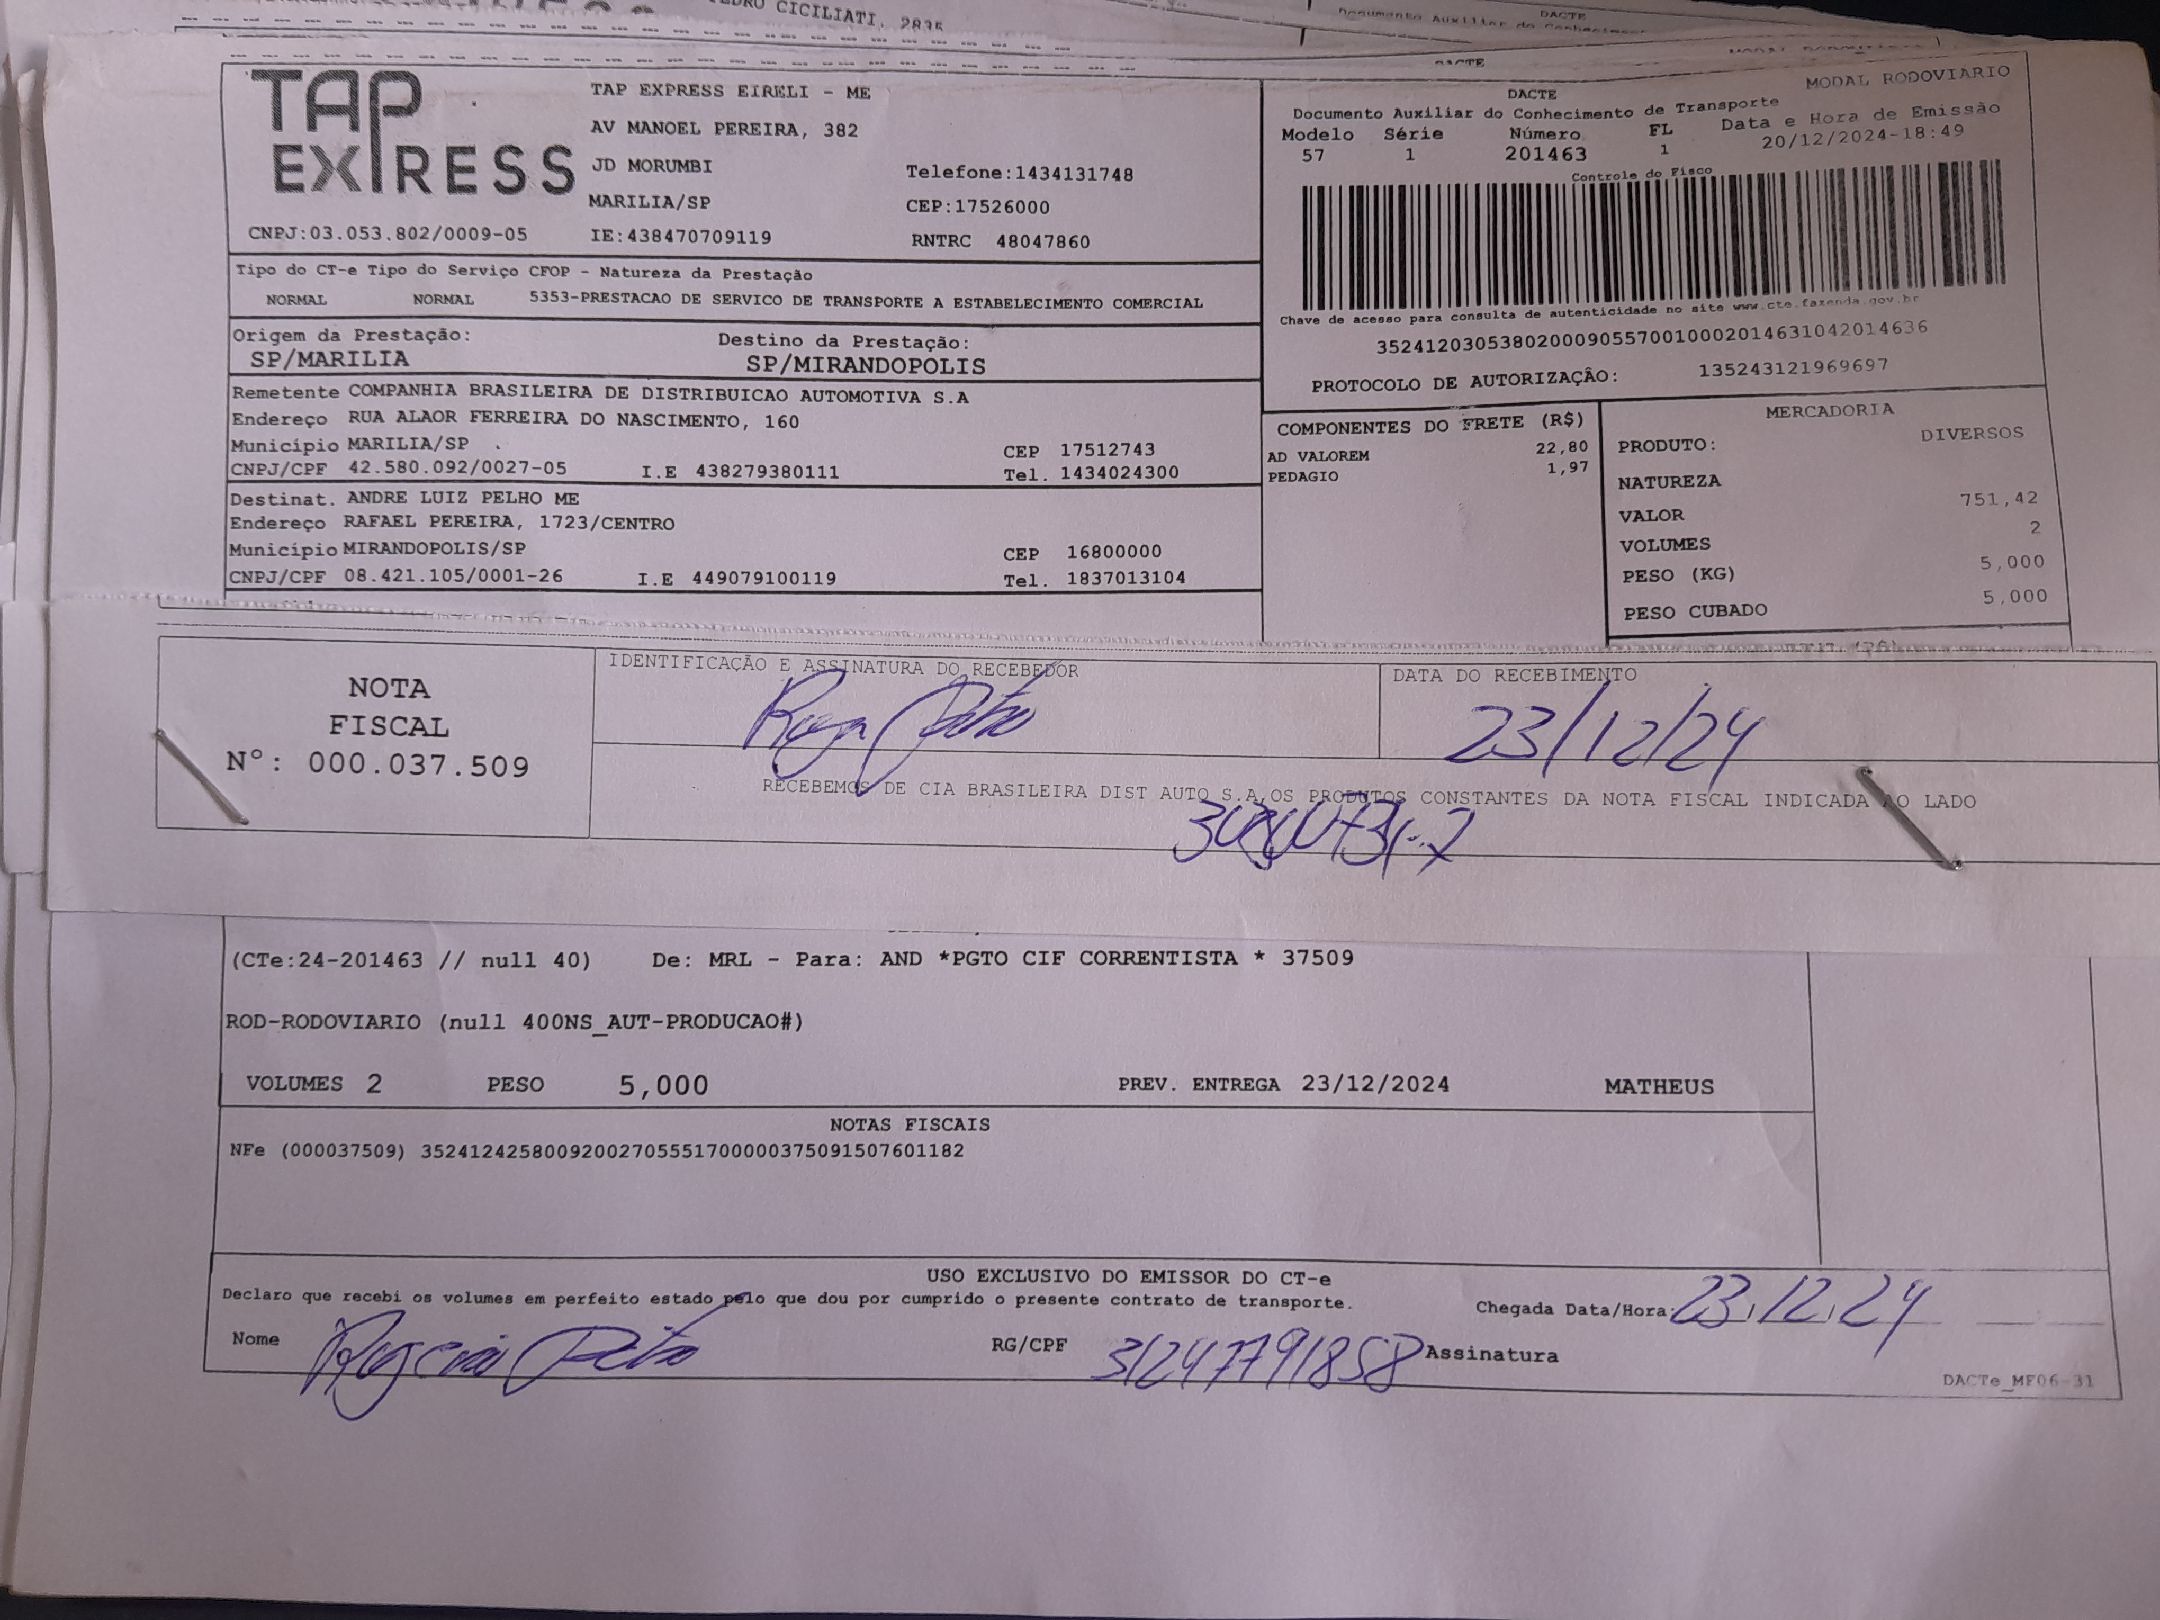 CICILIATI, 2835
DACTE
TAP
EXPRESS
TAP EXPRESS EIRELI - ME
AV MANOEL PEREIRA, 382
JD MORUMBI
Telefone:1434131748
MARILIA/SP
CEP:17526000
CNPJ:03.053.802/0009-05
IE:438470709119
RNTRC 48047860
DACTE
MODAL RODOVIARIO
Documento Auxiliar do Conhecimento de Transporte
Modelo Série Número FL Data e Hora de Emissão
57 1 201463 1 20/12/2024-18:49
Controle do Fisco
Chave de acesso para consulta de autenticidade no site www.cte.fazenda.gov.br
35241203053802000905570010002014631042014636
PROTOCOLO DE AUTORIZAÇÃO: 135243121969697
Tipo do CT-e Tipo do Serviço CFOP - Natureza da Prestação
NORMAL NORMAL 5353-PRESTACAO DE SERVICO DE TRANSPORTE A ESTABELECIMENTO COMERCIAL
Origem da Prestação: Destino da Prestação:
SP/MARILIA SP/MIRANDOPOLIS
Remetente COMPANHIA BRASILEIRA DE DISTRIBUICAO AUTOMOTIVA S.A
Endereço RUA ALAOR FERREIRA DO NASCIMENTO, 160
Município MARILIA/SP CEP 17512743
CNPJ/CPF 42.580.092/0027-05 I.E 438279380111 Tel. 1434024300
Destinat. ANDRE LUIZ PELHO ME
Endereço RAFAEL PEREIRA, 1723/CENTRO
Município MIRANDOPOLIS/SP CEP 16800000
CNPJ/CPF 08.421.105/0001-26 I.E 449079100119 Tel. 1837013104
COMPONENTES DO FRETE (R$)
AD VALOREM 22,80
PEDAGIO 1,97
MERCADORIA
PRODUTO: DIVERSOS
NATUREZA
VALOR 751,42
VOLUMES 2
PESO (KG) 5,000
PESO CUBADO 5,000
NOTA
FISCAL
Nº: 000.037.509
IDENTIFICAÇÃO E ASSINATURA DO RECEBEDOR
DATA DO RECEBIMENTO
23/12/24
RECEBEMOS DE CIA BRASILEIRA DIST AUTO S.A,OS PRODUTOS CONSTANTES DA NOTA FISCAL INDICADA AO LADO
(CTe:24-201463 // null 40) De: MRL - Para: AND *PGTO CIF CORRENTISTA * 37509
ROD-RODOVIARIO (null 400NS_AUT-PRODUCAO#)
VOLUMES 2 PESO 5,000 PREV. ENTREGA 23/12/2024 MATHEUS
NOTAS FISCAIS
NFe (000037509) 35241242580092002705551700000375091507601182
USO EXCLUSIVO DO EMISSOR DO CT-e
Declaro que recebi os volumes em perfeito estado pelo que dou por cumprido o presente contrato de transporte.
Chegada Data/Hora: 23/12/24
Nome RG/CPF 31247791858 Assinatura
DACTe_MF06-31